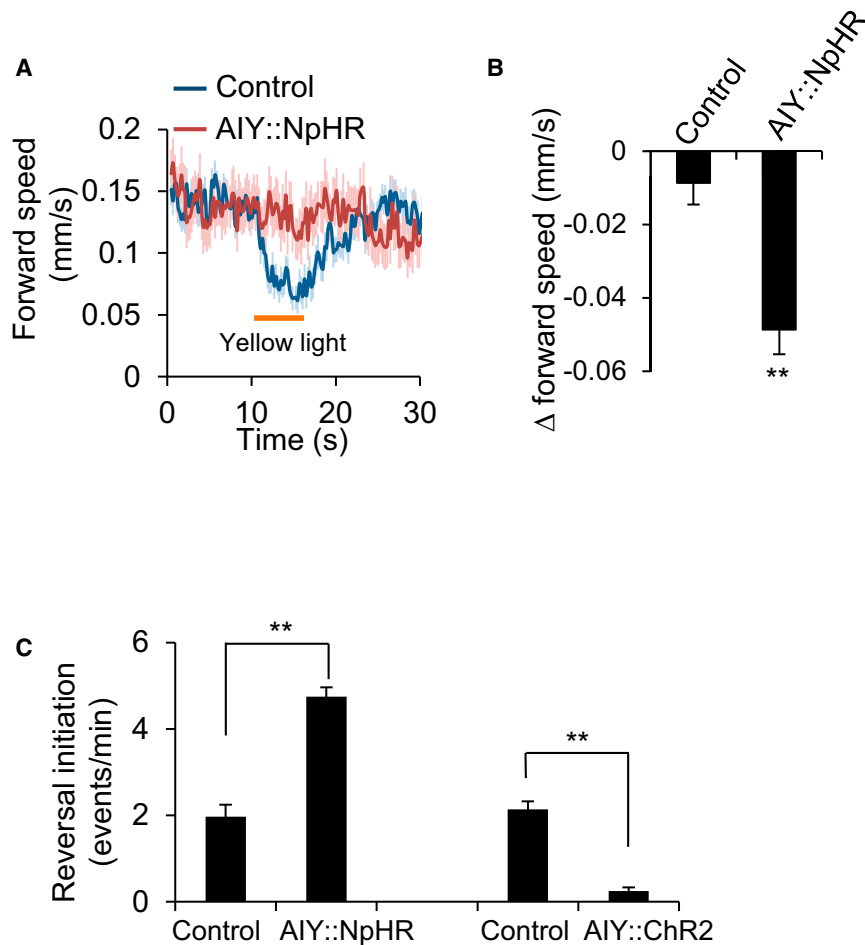 A
Control
AIY::NpHR
0.2
0.15
0.1
0.05
0
Forward speed
(mm/s)
Yellow light
0 10 20 30
Time (s)
B
Control
AIY::NpHR
0
-0.02
-0.04
-0.06
Δ forward speed (mm/s)
**
C
6
4
2
0
Reversal initiation
(events/min)
**
**
Control AIY::NpHR Control AIY::ChR2